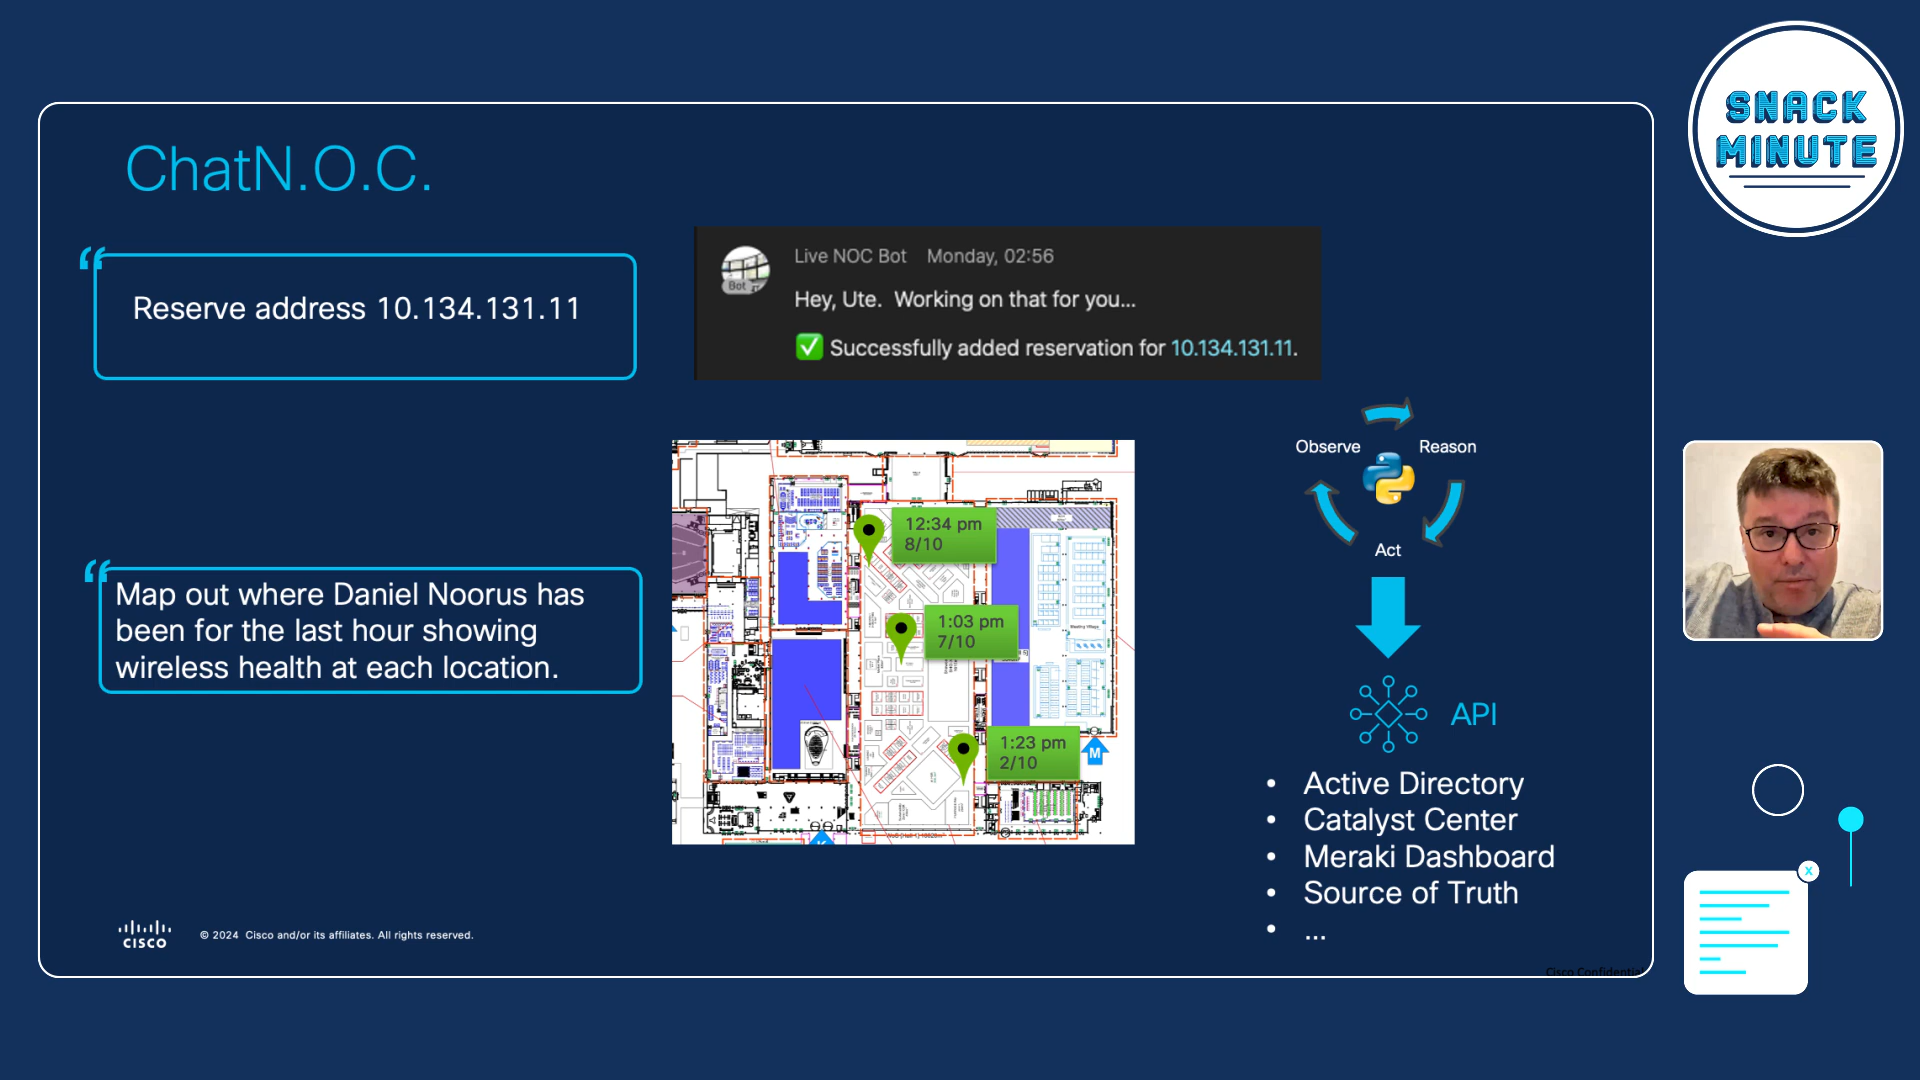 SNACK
MINUTE
ChatN.O.C.
“
Reserve address 10.134.131.11
Bot
Live NOC Bot Monday, 02:56
Hey, Ute. Working on that for you...
Successfully added reservation for 10.134.131.11.
“
Map out where Daniel Noorus has
been for the last hour showing
wireless health at each location.
12:34 pm
8/10
1:03 pm
7/10
1:23 pm
2/10
M
Observe
Reason
Act
API
• Active Directory
• Catalyst Center
• Meraki Dashboard
• Source of Truth
• ...
CISCO
© 2024 Cisco and/or its affiliates. All rights reserved.
Cisco Confidential
X